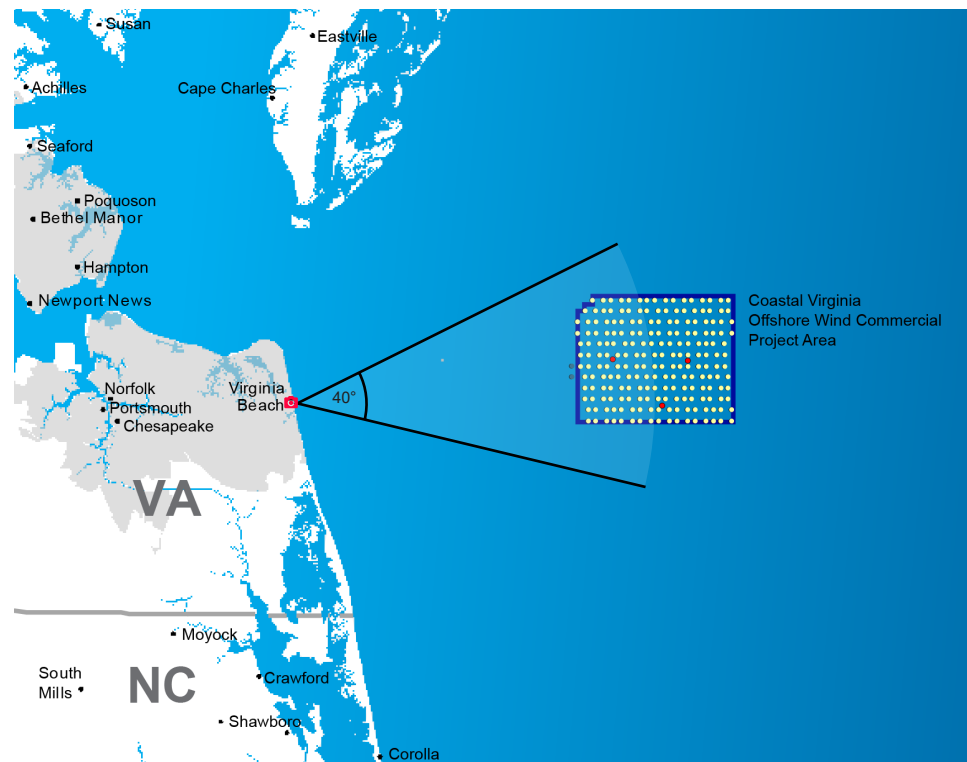 Susan
Eastville
Achilles
Cape Charles
Seaford
Poquoson
Bethel Manor
Hampton
Newport News
Coastal Virginia
Offshore Wind Commercial
Project Area
Norfolk
Portsmouth
Chesapeake
Virginia
Beach
40°
VA
Moyock
NC
South
Mills
Crawford
Shawboro
Corolla